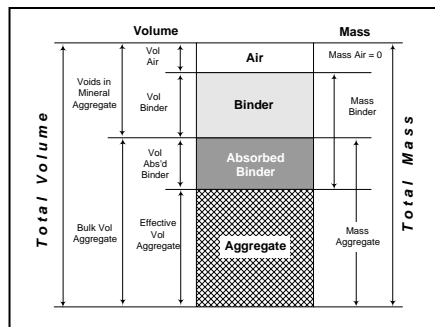 Volume
Mass
Total Volume
Voids in
Mineral
Aggregate
Bulk Vol
Aggregate
Vol
Air
Vol
Binder
Vol
Abs'd
Binder
Effective
Vol
Aggregate
Air
Binder
Absorbed
Binder
Aggregate
Mass Air = 0
Mass
Binder
Mass
Aggregate
Total Mass